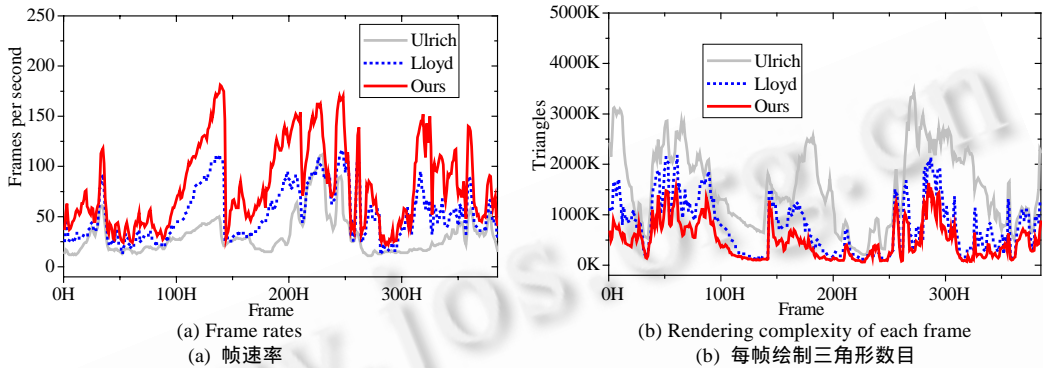 250
200
150
100
50
0
Frames per second
Ulrich
Lloyd
Ours
0H 100H 200H 300H
Frame
(a) Frame rates
(a) 帧速率
5000K
4000K
3000K
2000K
1000K
0K
Triangles
Ulrich
Lloyd
Ours
0H 100H 200H 300H
Frame
(b) Rendering complexity of each frame
(b) 每帧绘制三角形数目